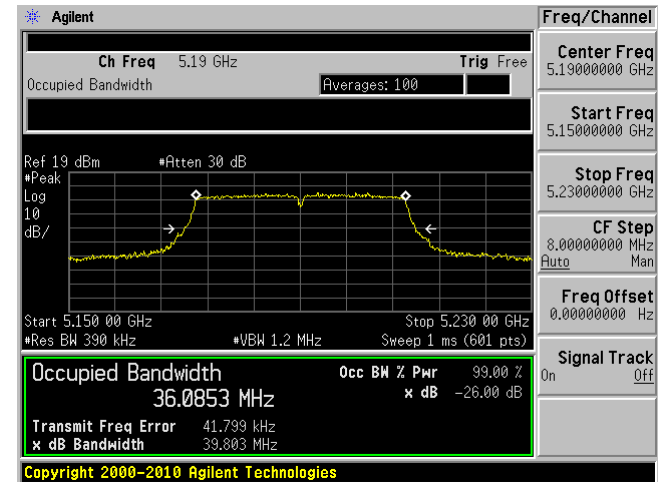 Agilent
Freq/Channel
Ch Freq 5.19 GHz Trig Free
Occupied Bandwidth Averages: 100
Ref 19 dBm #Atten 30 dB
#Peak
Log
10
dB/
Start 5.150 00 GHz Stop 5.230 00 GHz
#Res BW 390 kHz #VBW 1.2 MHz Sweep 1 ms (601 pts)
Occupied Bandwidth Occ BW % Pwr 99.00 %
36.0853 MHz x dB -26.00 dB
Transmit Freq Error 41.799 kHz
x dB Bandwidth 39.803 MHz
Copyright 2000-2010 Agilent Technologies
Center Freq
5.19000000 GHz
Start Freq
5.15000000 GHz
Stop Freq
5.23000000 GHz
CF Step
8.00000000 MHz
Auto Man
Freq Offset
0.00000000 Hz
Signal Track
On Off